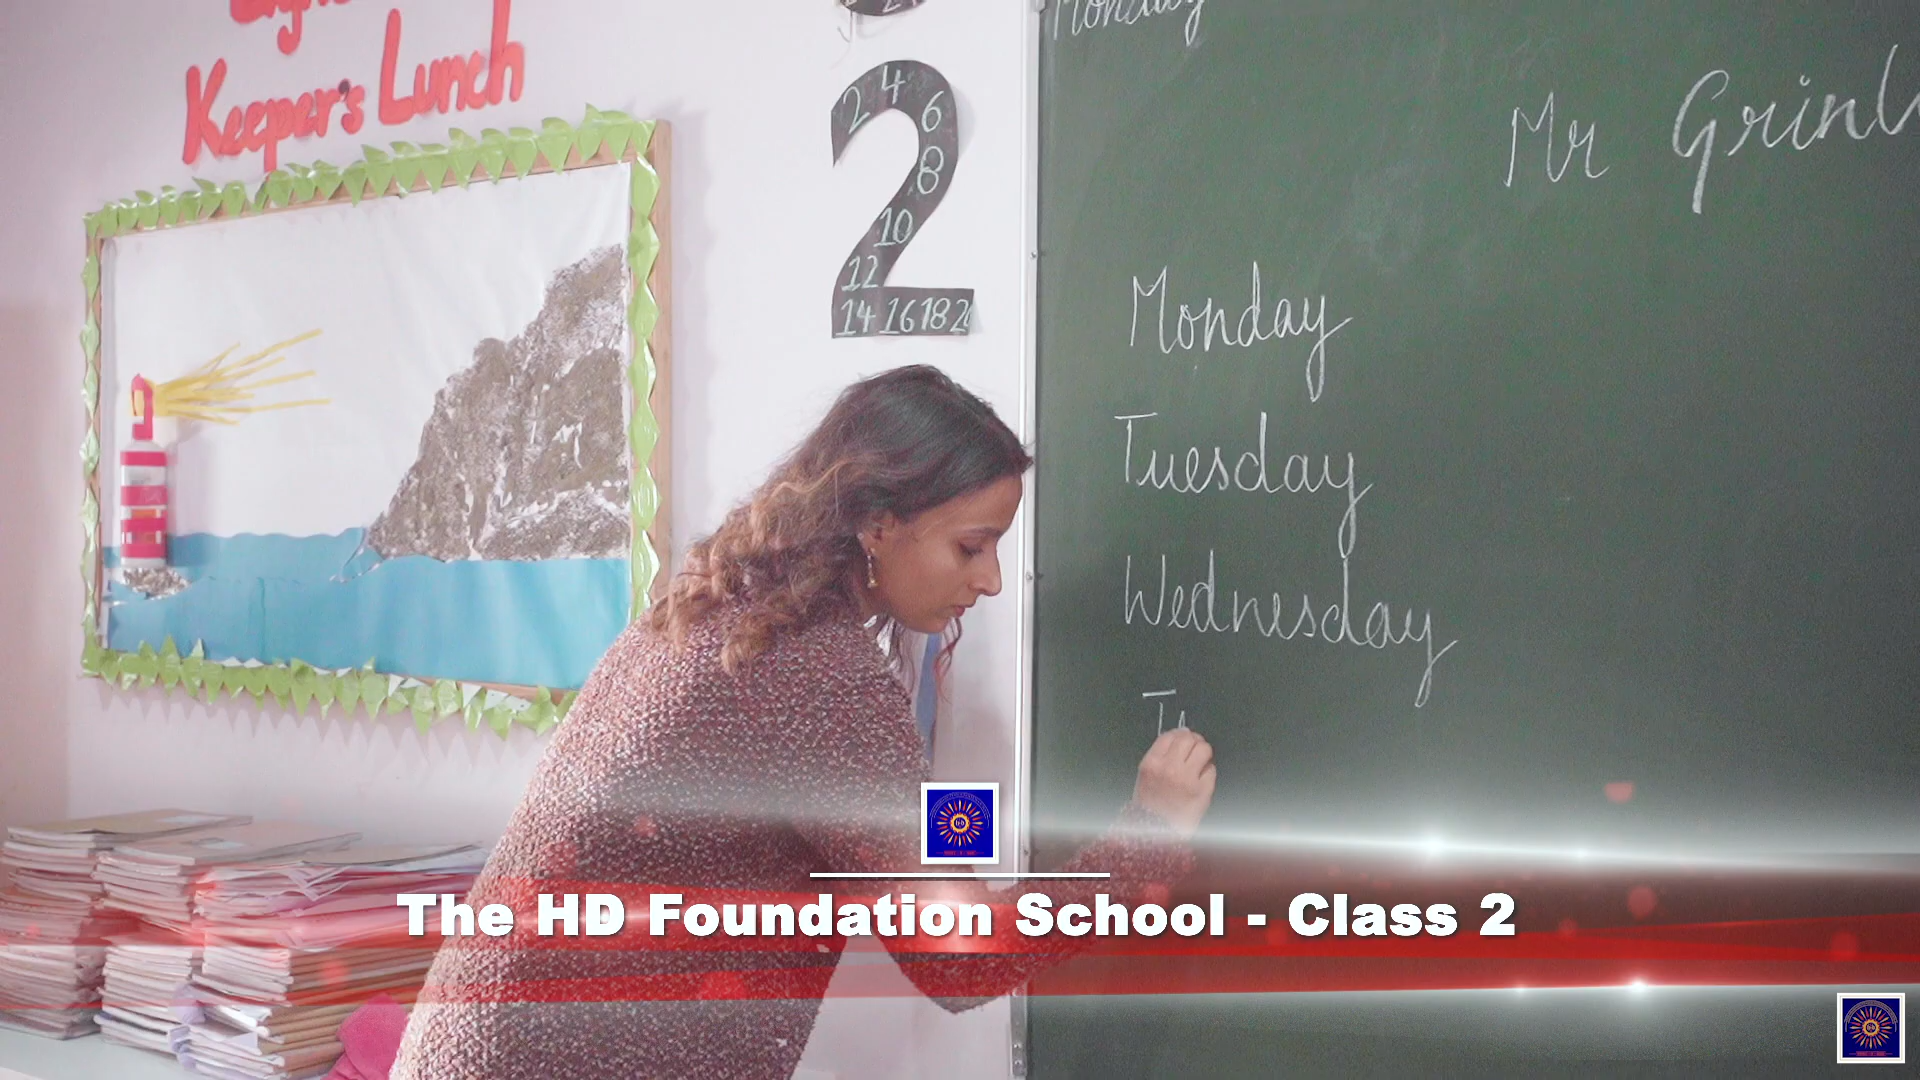 Keeper's Lunch
2
2 4 6 8 10 12 14 16 18
Monday
Mr
Monday
Tuesday
Wednesday
The HD Foundation School - Class 2